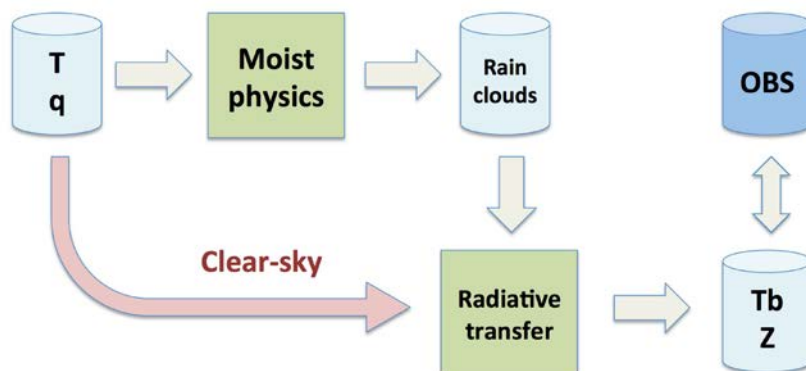 T
q
Moist
physics
Rain
clouds
OBS
Clear-sky
Radiative
transfer
Tb
Z